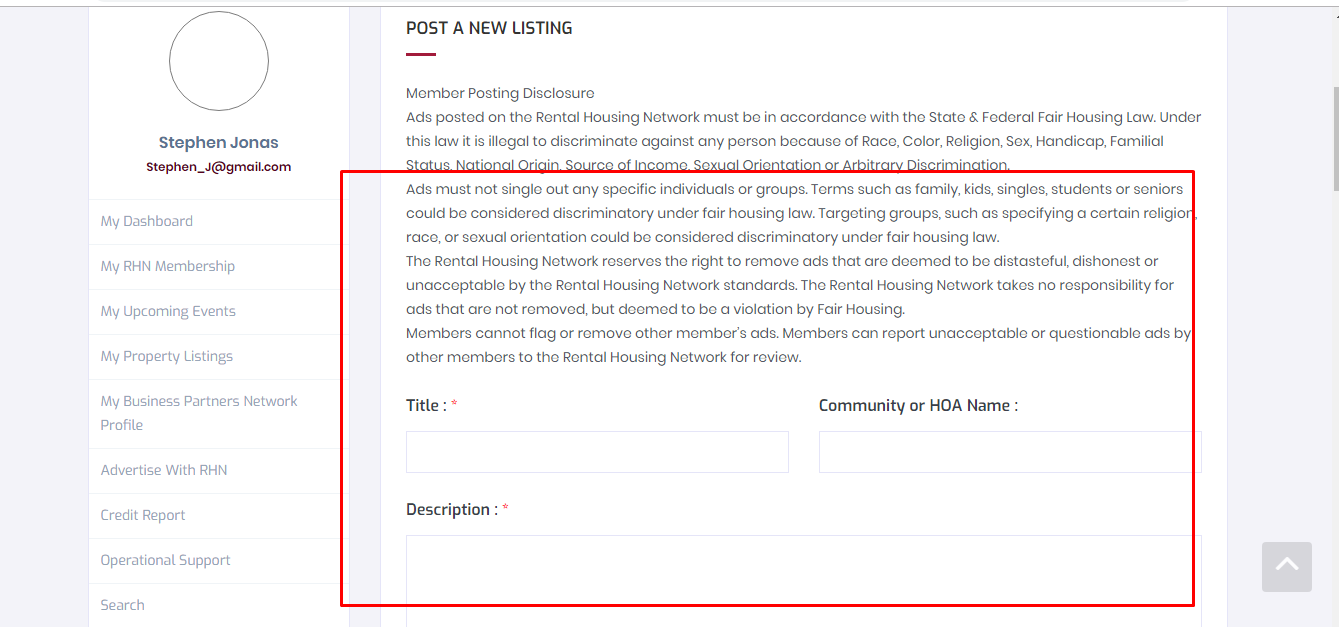 Stephen Jonas
Stephen_J@gmail.com
My Dashboard
My RHN Membership
My Upcoming Events
My Property Listings
My Business Partners Network
Profile
Advertise With RHN
Credit Report
Operational Support
Search
POST A NEW LISTING
Member Posting Disclosure
Ads posted on the Rental Housing Network must be in accordance with the State & Federal Fair Housing Law. Under
this law it is illegal to discriminate against any person because of Race, Color, Religion, Sex, Handicap, Familial
Status, National Origin, Source of Income, Sexual Orientation or Arbitrary Discrimination.
Ads must not single out any specific individuals or groups. Terms such as family, kids, singles, students or seniors
could be considered discriminatory under fair housing law. Targeting groups, such as specifying a certain religion,
race, or sexual orientation could be considered discriminatory under fair housing law.
The Rental Housing Network reserves the right to remove ads that are deemed to be distasteful, dishonest or
unacceptable by the Rental Housing Network standards. The Rental Housing Network takes no responsibility for
ads that are not removed, but deemed to be a violation by Fair Housing.
Members cannot flag or remove other member's ads. Members can report unacceptable or questionable ads by
other members to the Rental Housing Network for review.
Title : *
Community or HOA Name :
Description : *